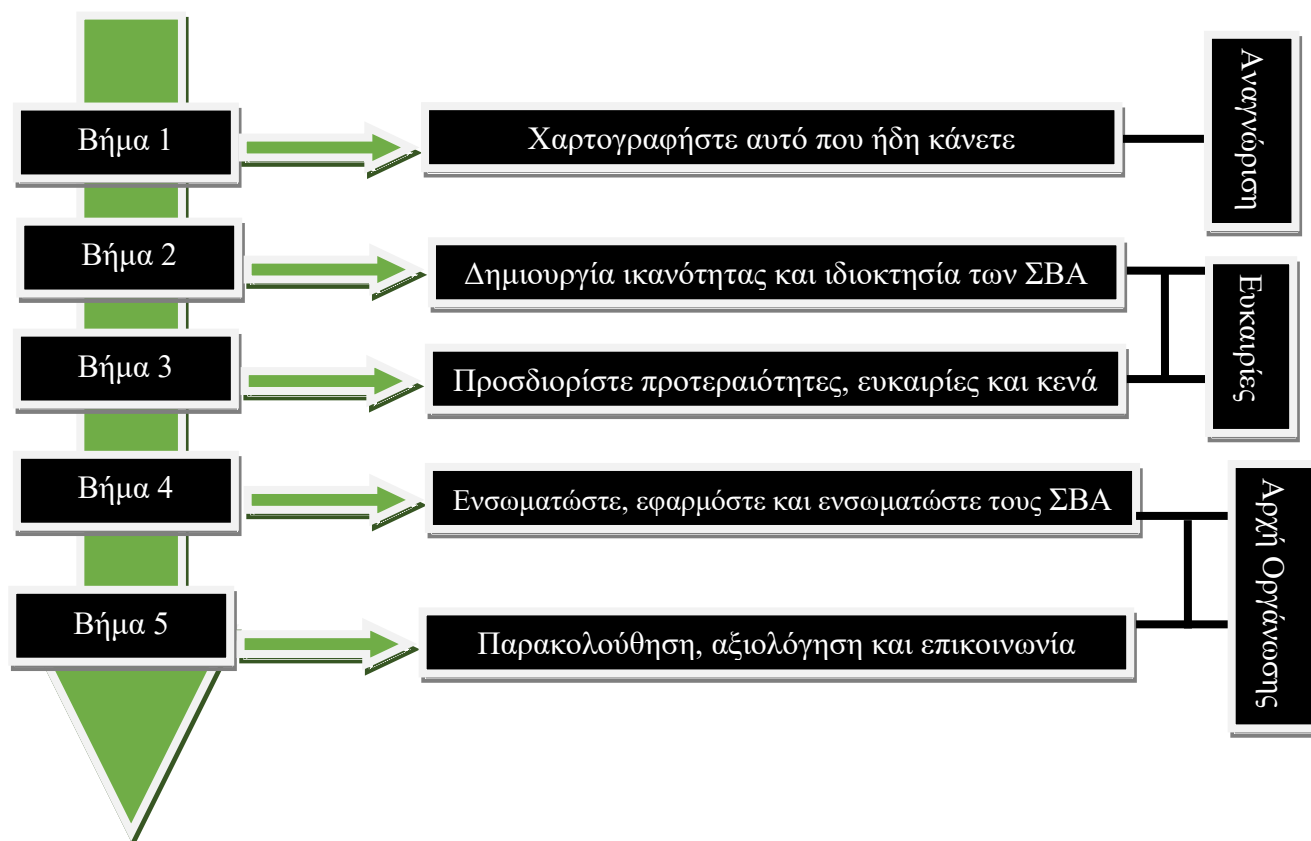 Βήμα 1
Χαρτογραφήστε αυτό που ήδη κάνετε
Αναγνώριση
Βήμα 2
Δημιουργία ικανότητας και ιδιοκτησία των ΣΒΑ
Ευκαιρίες
Βήμα 3
Προσδιορίστε προτεραιότητες, ευκαιρίες και κενά
Βήμα 4
Ενσωματώστε, εφαρμόστε και ενσωματώστε τους ΣΒΑ
Αρχή Οργάνωσης
Βήμα 5
Παρακολούθηση, αξιολόγηση και επικοινωνία